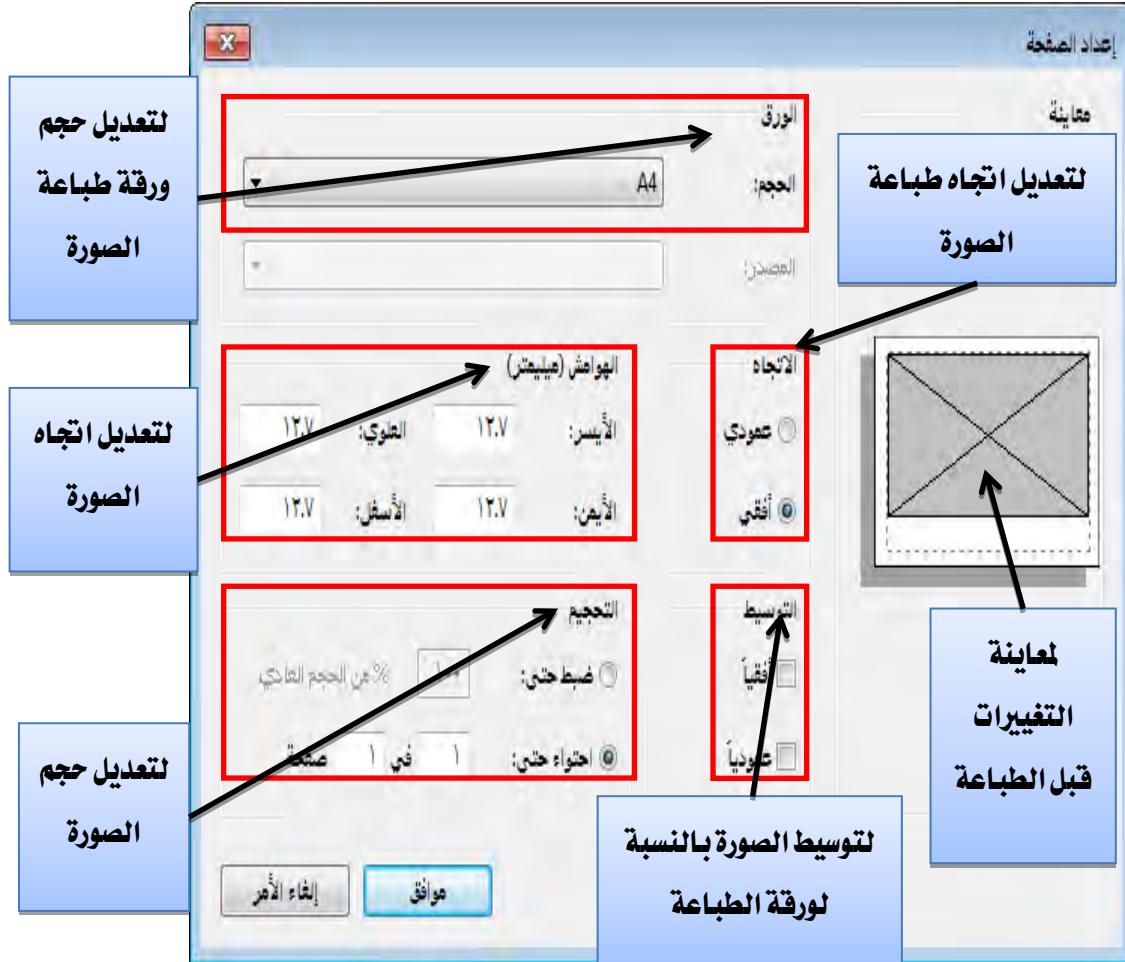 إعداد الصفحة
معاينة
الورق
الحجم:
A4
المصدر:
الاتجاه
عمودي
أفقي
الهوامش (ميليمتر)
الأيسر:
١٢.٧
العلوي:
١٢.٧
الأيمن:
١٢.٧
الأسفل:
١٢.٧
التوسيط
أفقياً
عمودياً
التحجيم
ضبط حتى:
% من الحجم العادي
احتواء حتى:
١
في
١
صفحة
موافق
إلغاء الأمر
لتعديل حجم
ورقة طباعة
الصورة
لتعديل اتجاه طباعة
الصورة
لتعديل اتجاه
الصورة
لمعاينة
التغييرات
قبل الطباعة
لتعديل حجم
الصورة
لتوسيط الصورة بالنسبة
لورقة الطباعة